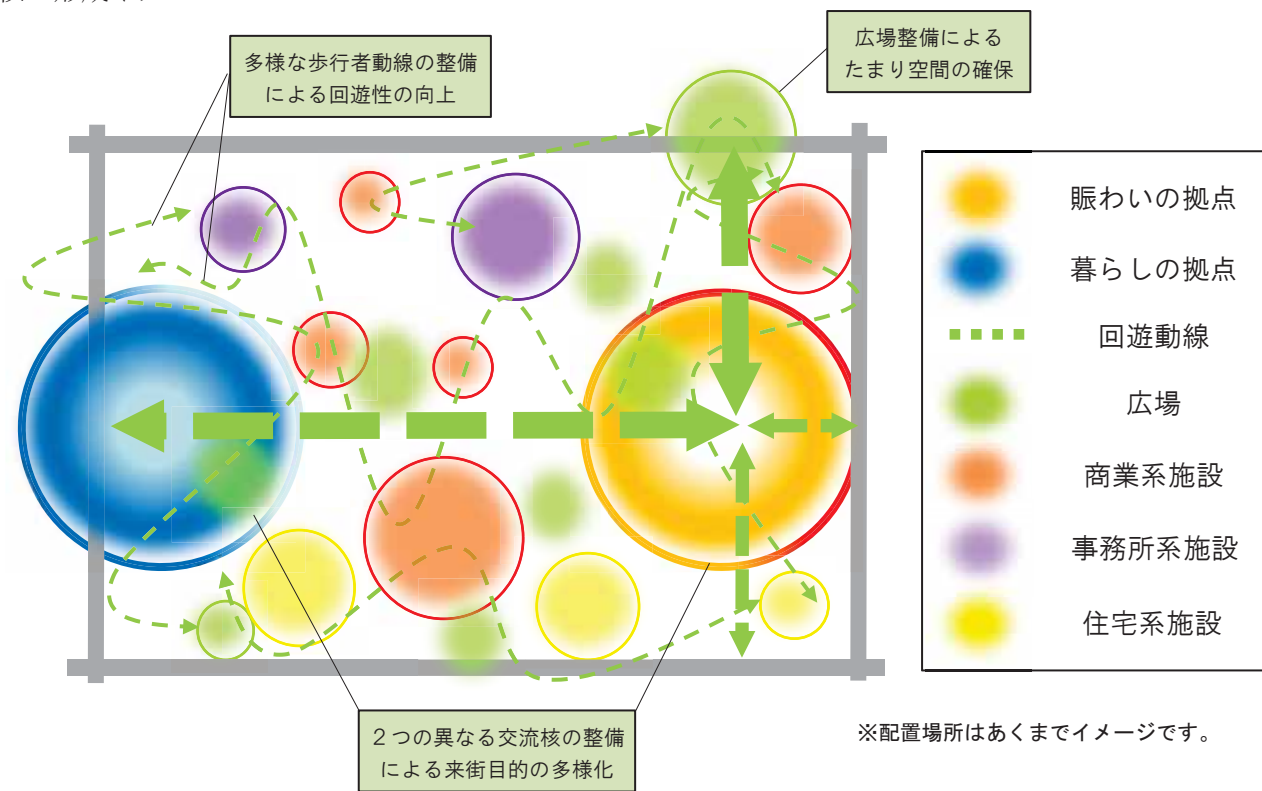 多様な歩行者動線の整備
による回遊性の向上
広場整備による
たまり空間の確保
賑わいの拠点
暮らしの拠点
回遊動線
広場
商業系施設
事務所系施設
住宅系施設
２つの異なる交流核の整備
による来街目的の多様化
※配置場所はあくまでイメージです。